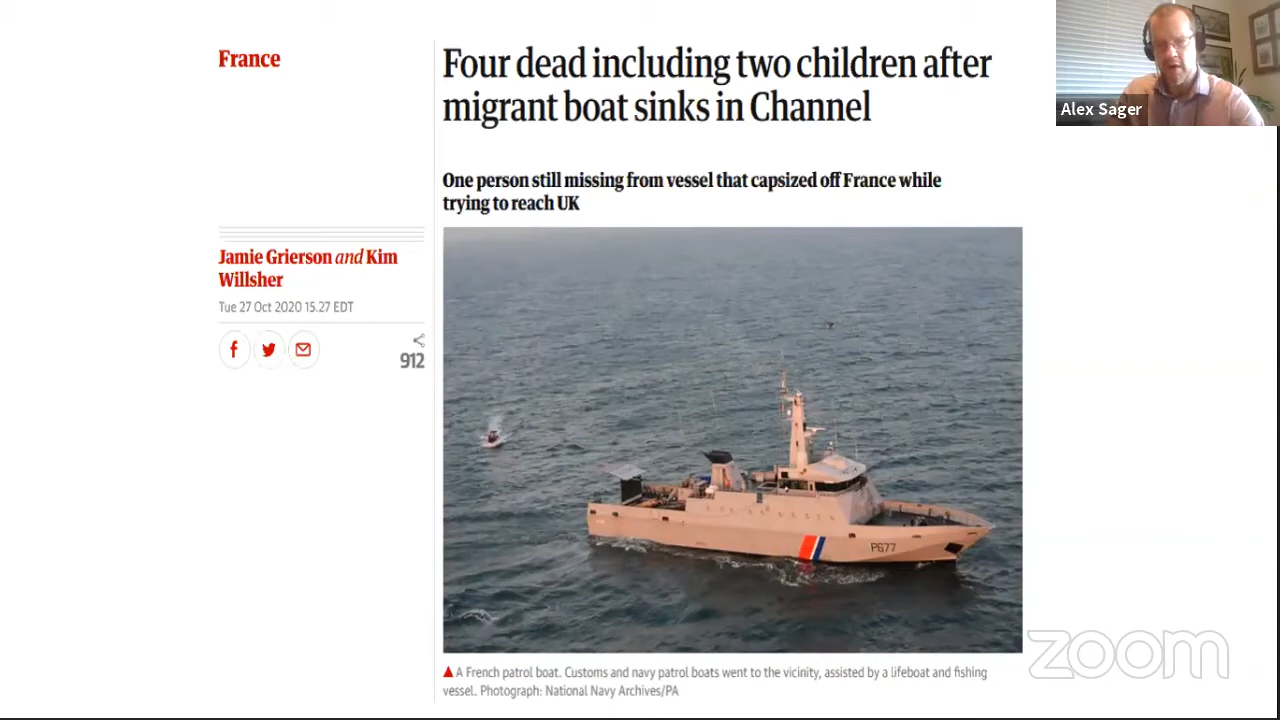 France
Four dead including two children after
migrant boat sinks in Channel
One person still missing from vessel that capsized off France while
trying to reach UK
Jamie Grierson and Kim
Willsher
Tue 27 Oct 2020 15.27 EDT
f
912
P677
A French patrol boat. Customs and navy patrol boats went to the vicinity, assisted by a lifeboat and fishing
vessel. Photograph: National Navy Archives/PA
Alex Sager
zoom